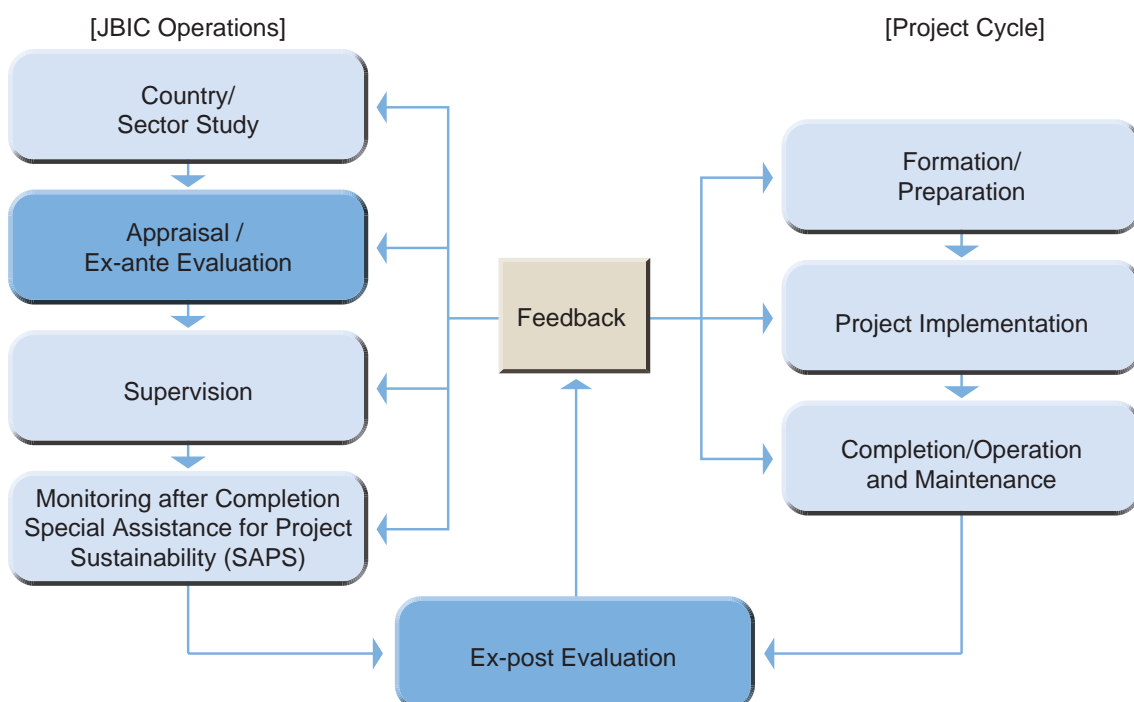 [JBIC Operations]
[Project Cycle]
Country/
Sector Study
Appraisal /
Ex-ante Evaluation
Supervision
Monitoring after Completion
Special Assistance for Project
Sustainability (SAPS)
Feedback
Formation/
Preparation
Project Implementation
Completion/Operation
and Maintenance
Ex-post Evaluation